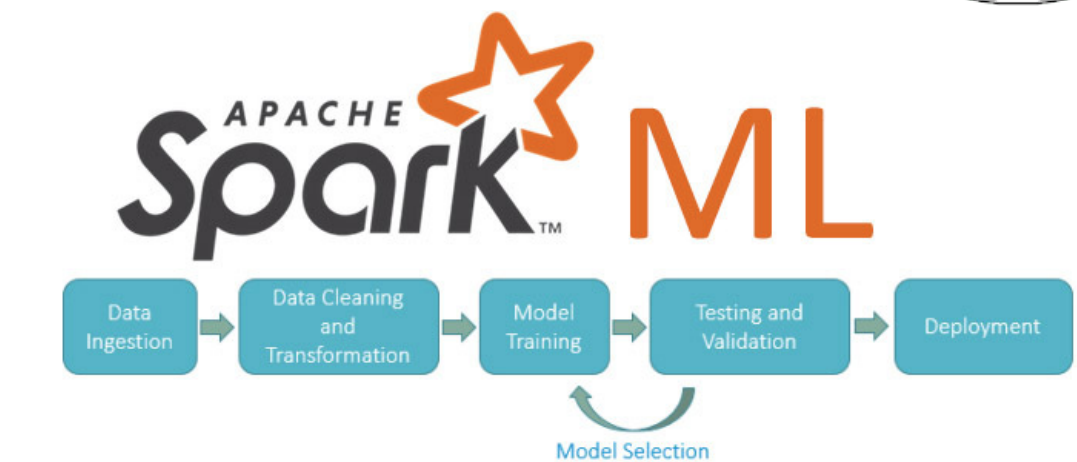 APACHE
Spark™ ML
Data
Ingestion
Data Cleaning
and
Transformation
Model
Training
Testing and
Validation
Deployment
Model Selection